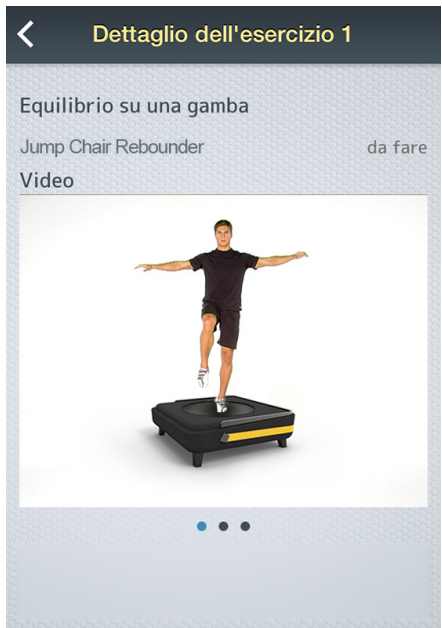 Dettaglio dell'esercizio 1
Equilibrio su una gamba
Jump Chair Rebounder da fare
Video